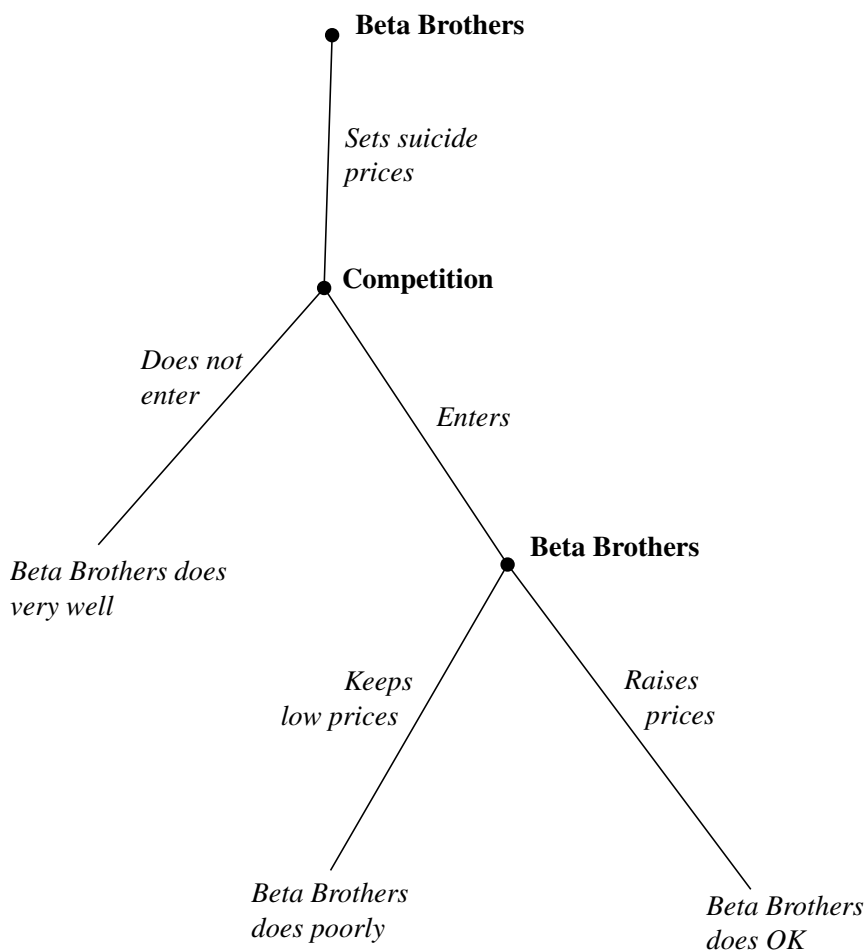 Beta Brothers
Sets suicide
prices
Competition
Does not
enter
Enters
Beta Brothers
Beta Brothers does
very well
Keeps
low prices
Raises
prices
Beta Brothers
does poorly
Beta Brothers
does OK